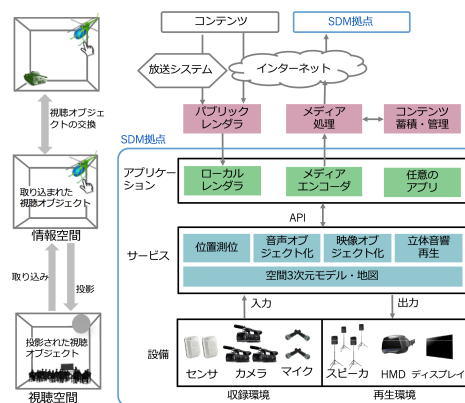 コンテンツ
SDM拠点
放送システム
インターネット
視聴オブジェ
クトの交換
パブリック
レンダラ
メディア
処理
コンテンツ
蓄積・管理
SDM拠点
アプリケー
ション
ローカル
レンダラ
メディア
エンコーダ
任意の
アプリ
取り込まれた
視聴オブジェクト
情報空間
API
サービス
位置測位
音声オブ
ジェクト化
映像オブ
ジェクト化
立体音響
再生
空間3次元モデル・地図
取り込み
投影
入力
出力
投影された視聴
オブジェクト
視聴空間
設備
センサ
カメラ
マイク
スピーカ
HMD
ディスプレイ
収録環境
再生環境